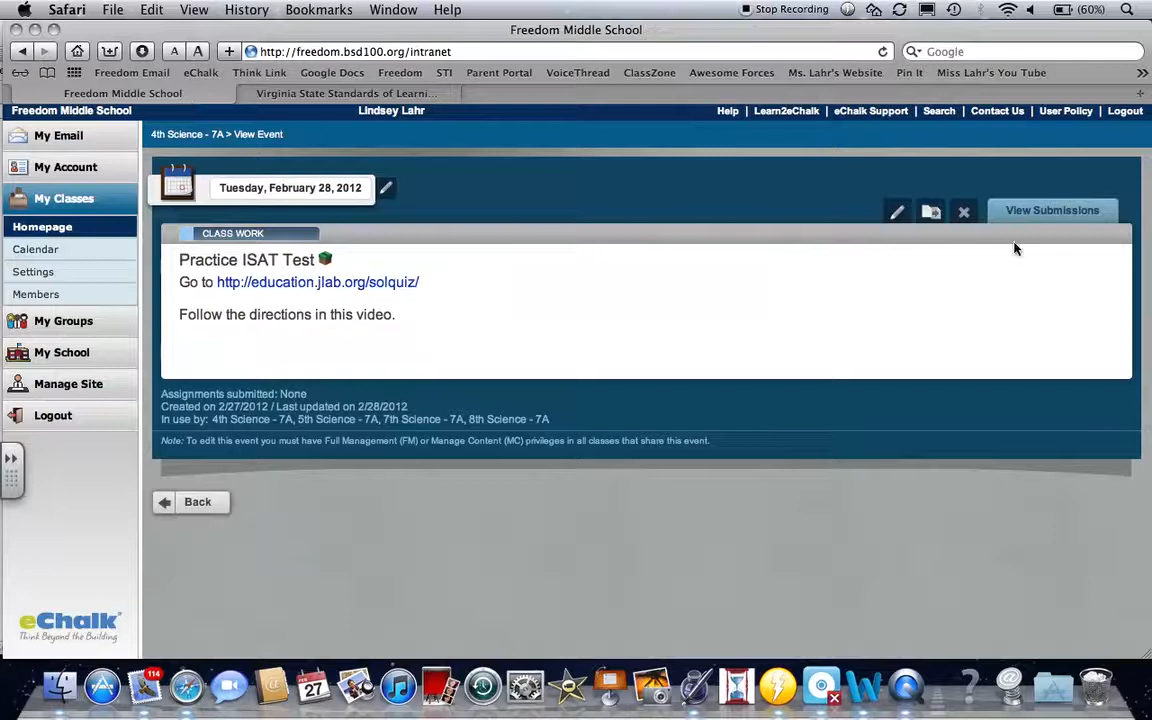 Safari File Edit View History Bookmarks Window Help Stop Recording (60%)
Freedom Middle School
http://freedom.bsd100.org/intranet Google
Freedom Email eChalk Think Link Google Docs Freedom STI Parent Portal VoiceThread ClassZone Awesome Forces Ms. Lahr's Website Pin It Miss Lahr's You Tube
Freedom Middle School Virginia State Standards of Learni...
Freedom Middle School Lindsey Lahr Help | Learn2eChalk | eChalk Support | Search | Contact Us | User Policy | Logout
My Email
4th Science - 7A > View Event
My Account
Tuesday, February 28, 2012
My Classes
View Submissions
Homepage
CLASS WORK
Calendar
Practice ISAT Test
Settings
Go to http://education.jlab.org/solquiz/
Members
Follow the directions in this video.
My Groups
My School
Manage Site
Assignments submitted: None
Created on 2/27/2012 / Last updated on 2/28/2012
Logout
In use by: 4th Science - 7A, 5th Science - 7A, 7th Science - 7A, 8th Science - 7A
Note: To edit this event you must have Full Management (FM) or Manage Content (MC) privileges in all classes that share this event.
Back
eChalk
Think Beyond the Building
114
FEB
27